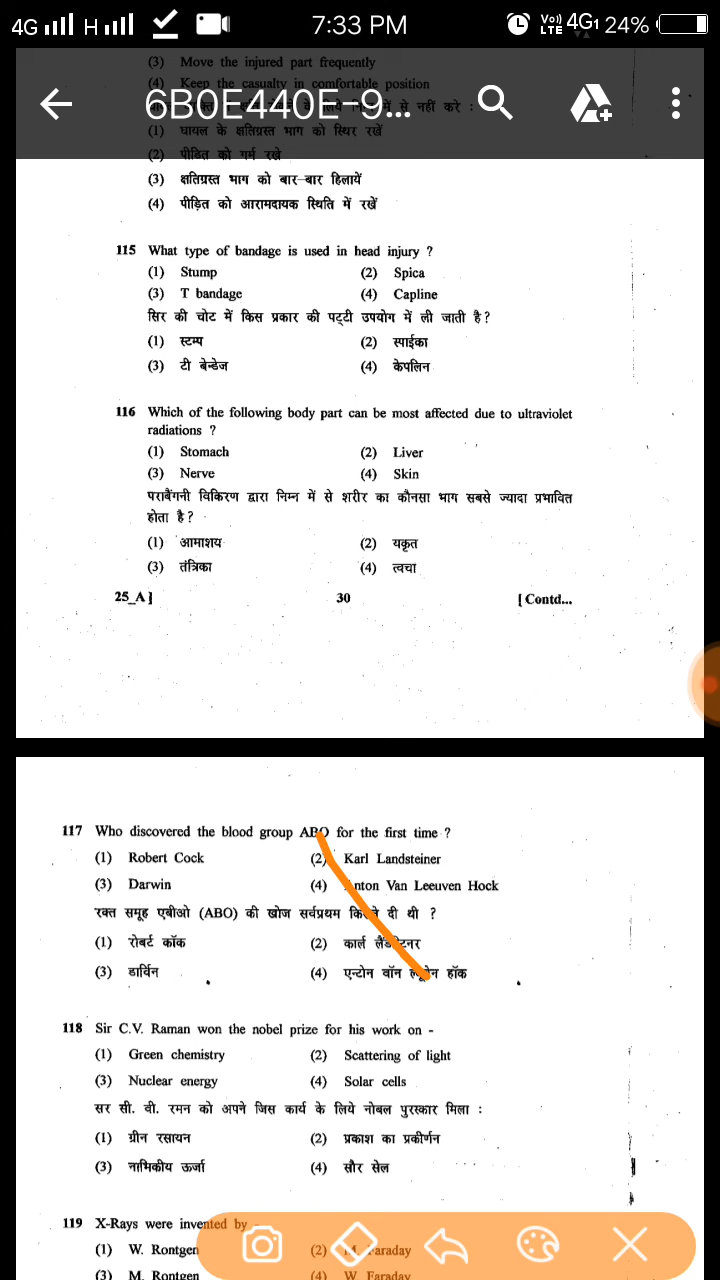 4G H 7:33 PM Vo) LTE 4G1 24%
(3) Move the injured part frequently
(4) Keep the casualty in comfortable position
6B0E440E-9...
में से नहीं करे :
(1) घायल के क्षतिग्रस्त भाग को स्थिर रखें
(2) पीडित को गर्म रखे
(3) क्षतिग्रस्त भाग को बार-बार हिलायें
(4) पीड़ित को आरामदायक स्थिति में रखें
115 What type of bandage is used in head injury ?
(1) Stump (2) Spica
(3) T bandage (4) Capline
सिर की चोट में किस प्रकार की पट्टी उपयोग में ली जाती है?
(1) स्टम्प (2) स्पाईका
(3) टी बेन्डेज (4) केपलिन
116 Which of the following body part can be most affected due to ultraviolet
radiations ?
(1) Stomach (2) Liver
(3) Nerve (4) Skin
पराबैंगनी विकिरण द्वारा निम्न में से शरीर का कौनसा भाग सबसे ज्यादा प्रभावित
होता है?
(1) आमाशय (2) यकृत
(3) तंत्रिका (4) त्वचा
25_A] 30 [Contd...
117 Who discovered the blood group ABO for the first time ?
(1) Robert Cock (2) Karl Landsteiner
(3) Darwin (4) Anton Van Leeuven Hock
रक्त समूह एबीओ (ABO) की खोज सर्वप्रथम किसने दी थी ?
(1) रोबर्ट कॉक (2) कार्ल लैंडस्टिनर
(3) डार्विन (4) एन्टोन वॉन ल्यूवेन हॉक
118 Sir C.V. Raman won the nobel prize for his work on -
(1) Green chemistry (2) Scattering of light
(3) Nuclear energy (4) Solar cells
सर सी. वी. रमन को अपने जिस कार्य के लिये नोबल पुरस्कार मिला :
(1) ग्रीन रसायन (2) प्रकाश का प्रकीर्णन
(3) नाभिकीय ऊर्जा (4) सौर सेल
119 X-Rays were invented by -
(1) W. Rontgen (2) M. Faraday
(3) M. Rontgen (4) W. Faraday